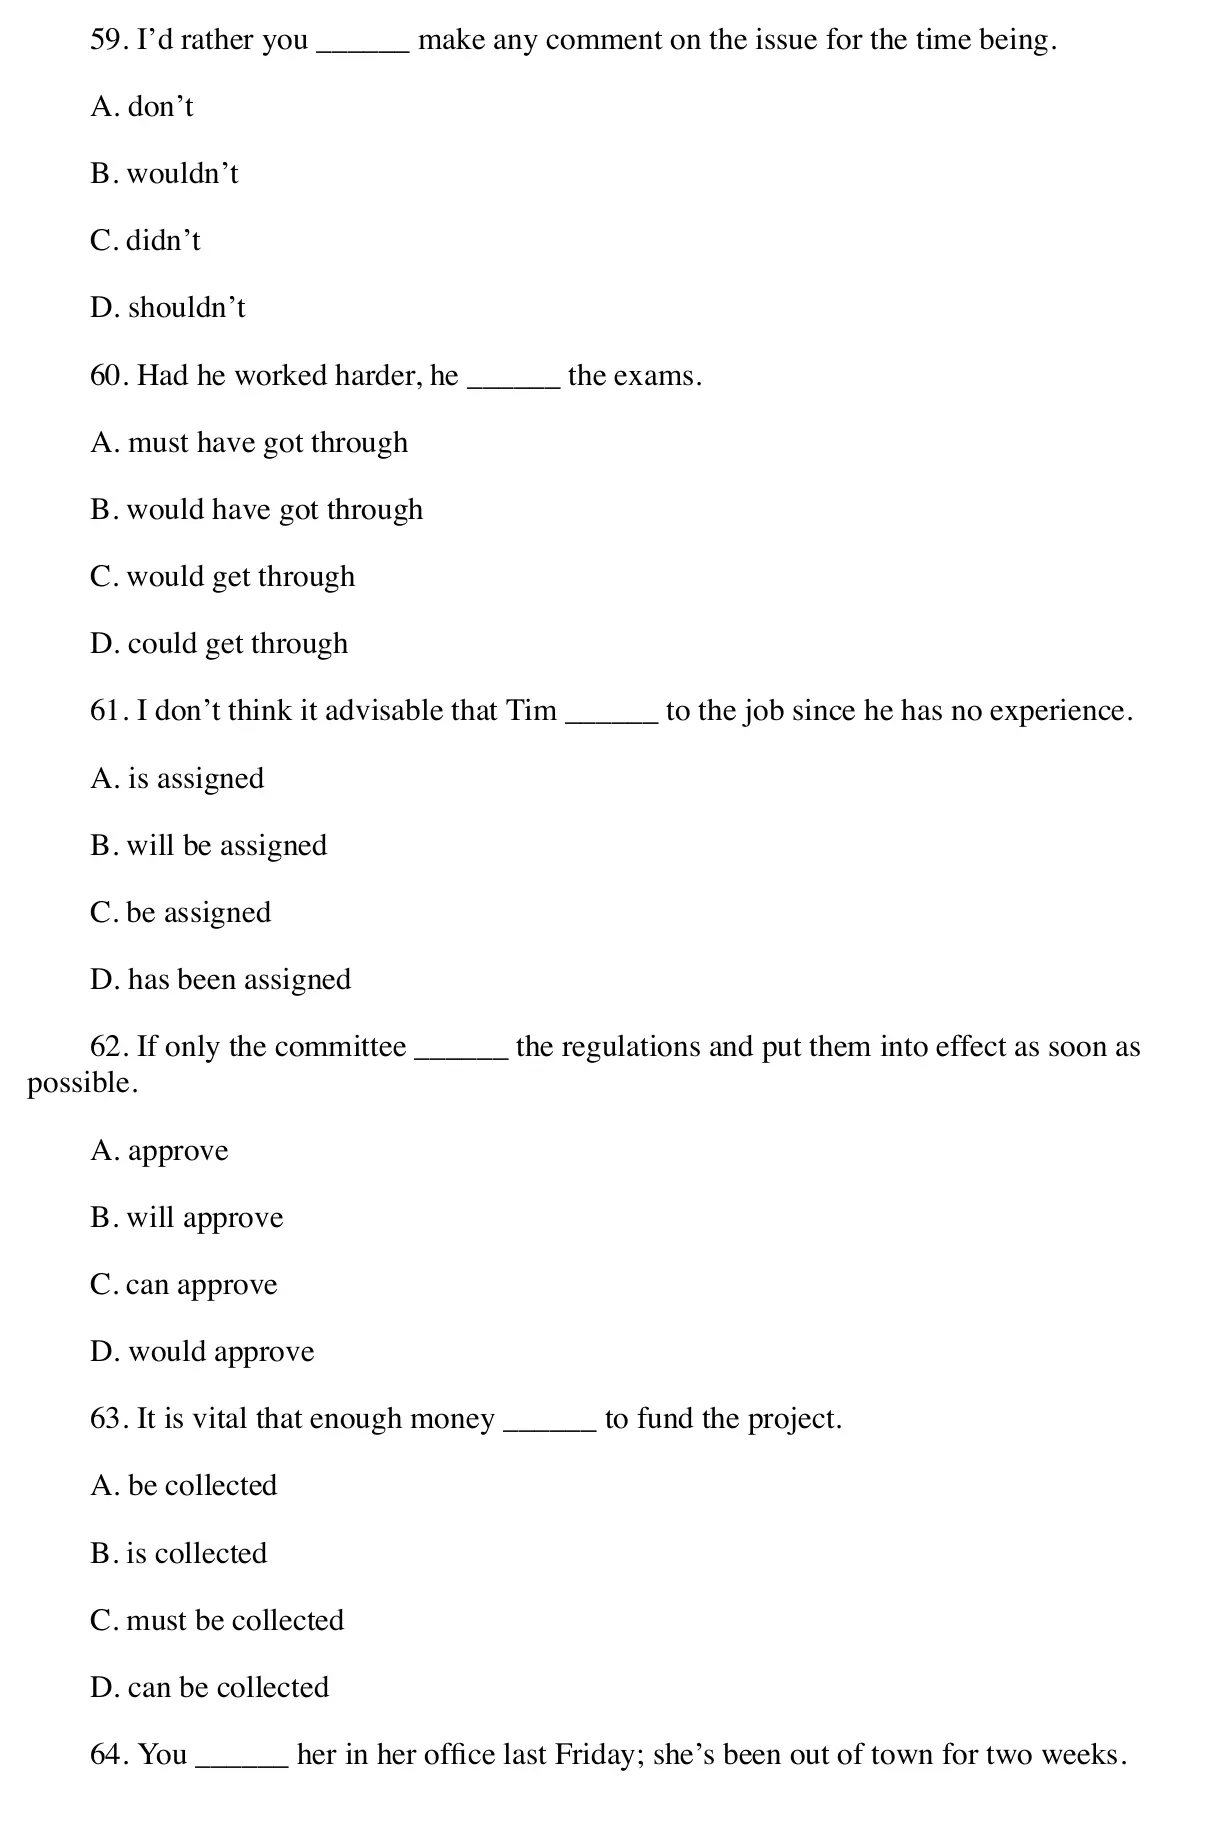 59. I’d rather you ______ make any comment on the issue for the time being.
A. don’t
B. wouldn’t
C. didn’t
D. shouldn’t
60. Had he worked harder, he ______ the exams.
A. must have got through
B. would have got through
C. would get through
D. could get through
61. I don’t think it advisable that Tim ______ to the job since he has no experience.
A. is assigned
B. will be assigned
C. be assigned
D. has been assigned
62. If only the committee ______ the regulations and put them into effect as soon as
possible.
A. approve
B. will approve
C. can approve
D. would approve
63. It is vital that enough money ______ to fund the project.
A. be collected
B. is collected
C. must be collected
D. can be collected
64. You ______ her in her office last Friday; she’s been out of town for two weeks.